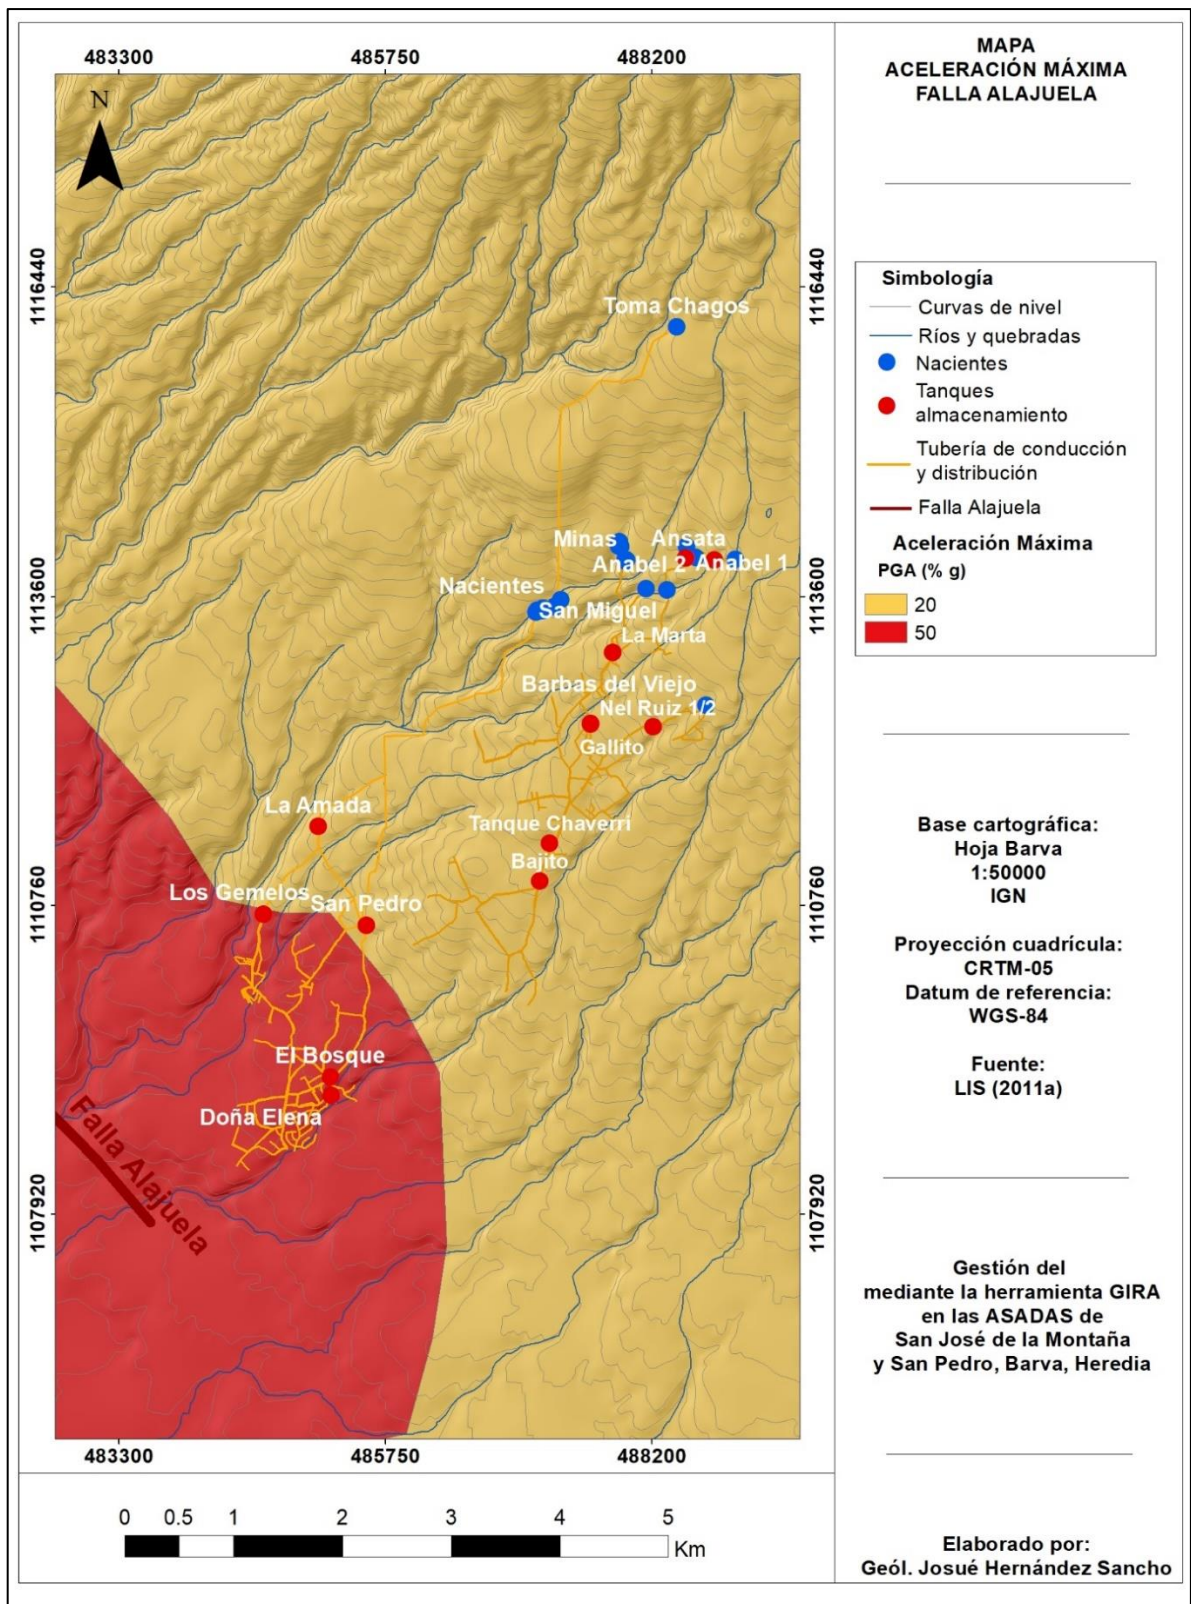 483300
485750
488200
N
1116440
1116440
Toma Chagos
Minas
Ansata
Anabel 2
Anabel 1
Nacientes
San Miguel
1113600
1113600
La Marta
Barbas del Viejo
Nel Ruiz 1/2
Gallito
La Amada
Tanque Chaverri
Bajito
Los Gemelos
San Pedro
1110760
1110760
El Bosque
Doña Elena
Falla Alajuela
1107920
1107920
483300
485750
488200
0 0.5 1 2 3 4 5
Km
MAPA
ACELERACIÓN MÁXIMA
FALLA ALAJUELA
Simbología
Curvas de nivel
Ríos y quebradas
Nacientes
Tanques
almacenamiento
Tubería de conducción
y distribución
Falla Alajuela
Aceleración Máxima
PGA (% g)
20
50
Base cartográfica:
Hoja Barva
1:50000
IGN
Proyección cuadrícula:
CRTM-05
Datum de referencia:
WGS-84
Fuente:
LIS (2011a)
Gestión del
mediante la herramienta GIRA
en las ASADAS de
San José de la Montaña
y San Pedro, Barva, Heredia
Elaborado por:
Geól. Josué Hernández Sancho